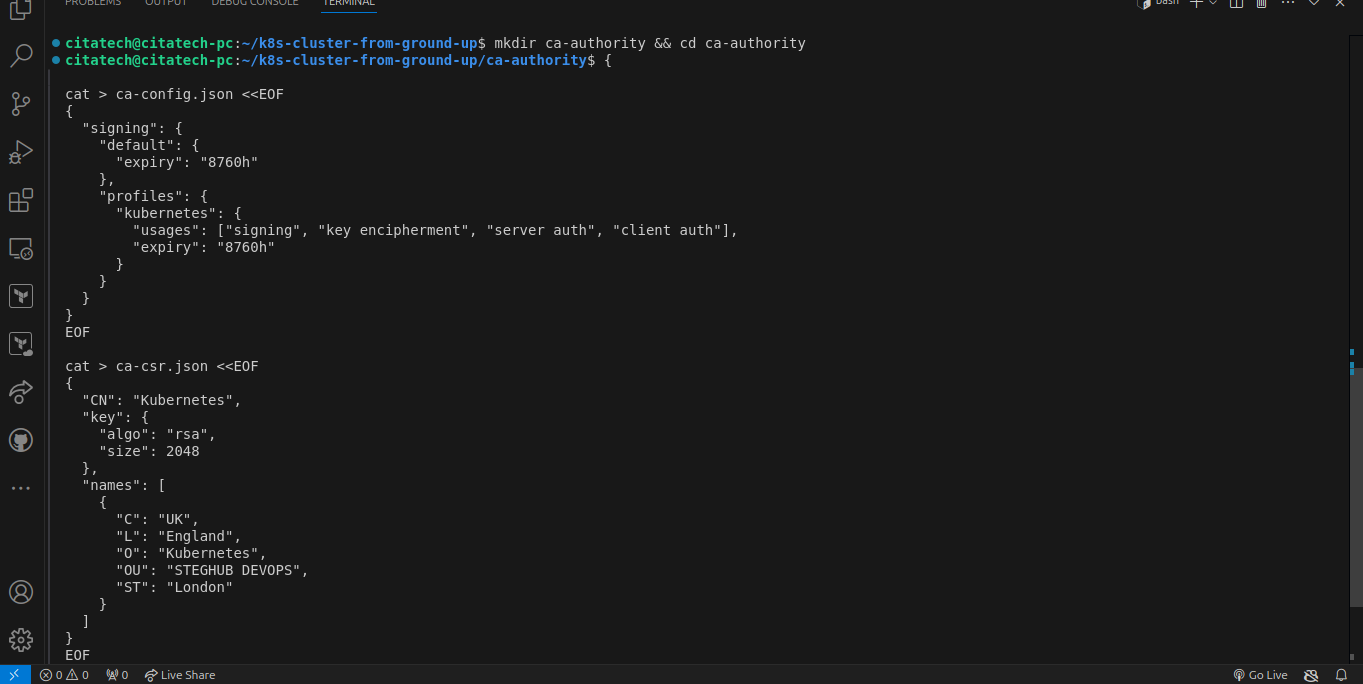 PROBLEMS OUTPUT DEBUG CONSOLE TERMINAL bash
citatech@citatech-pc:~/k8s-cluster-from-ground-up$ mkdir ca-authority && cd ca-authority
citatech@citatech-pc:~/k8s-cluster-from-ground-up/ca-authority$ {
cat > ca-config.json <<EOF
{
  "signing": {
    "default": {
      "expiry": "8760h"
    },
    "profiles": {
      "kubernetes": {
        "usages": ["signing", "key encipherment", "server auth", "client auth"],
        "expiry": "8760h"
      }
    }
  }
}
EOF
cat > ca-csr.json <<EOF
{
  "CN": "Kubernetes",
  "key": {
    "algo": "rsa",
    "size": 2048
  },
  "names": [
    {
      "C": "UK",
      "L": "England",
      "O": "Kubernetes",
      "OU": "STEGHUB DEVOPS",
      "ST": "London"
    }
  ]
}
EOF
0 0 0 Live Share Go Live